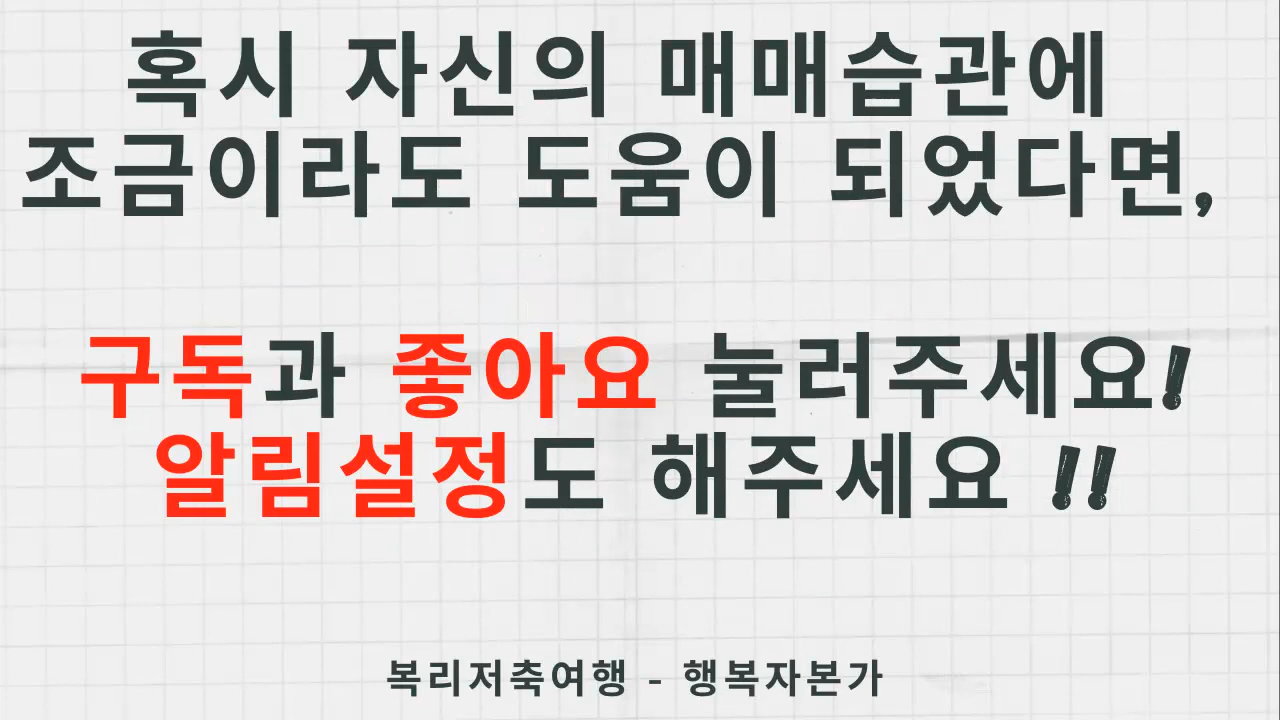 혹시 자신의 매매습관에
조금이라도 도움이 되었다면,
구독과 좋아요 눌러주세요!
알림설정도 해주세요 !!
복리저축여행 - 행복자본가